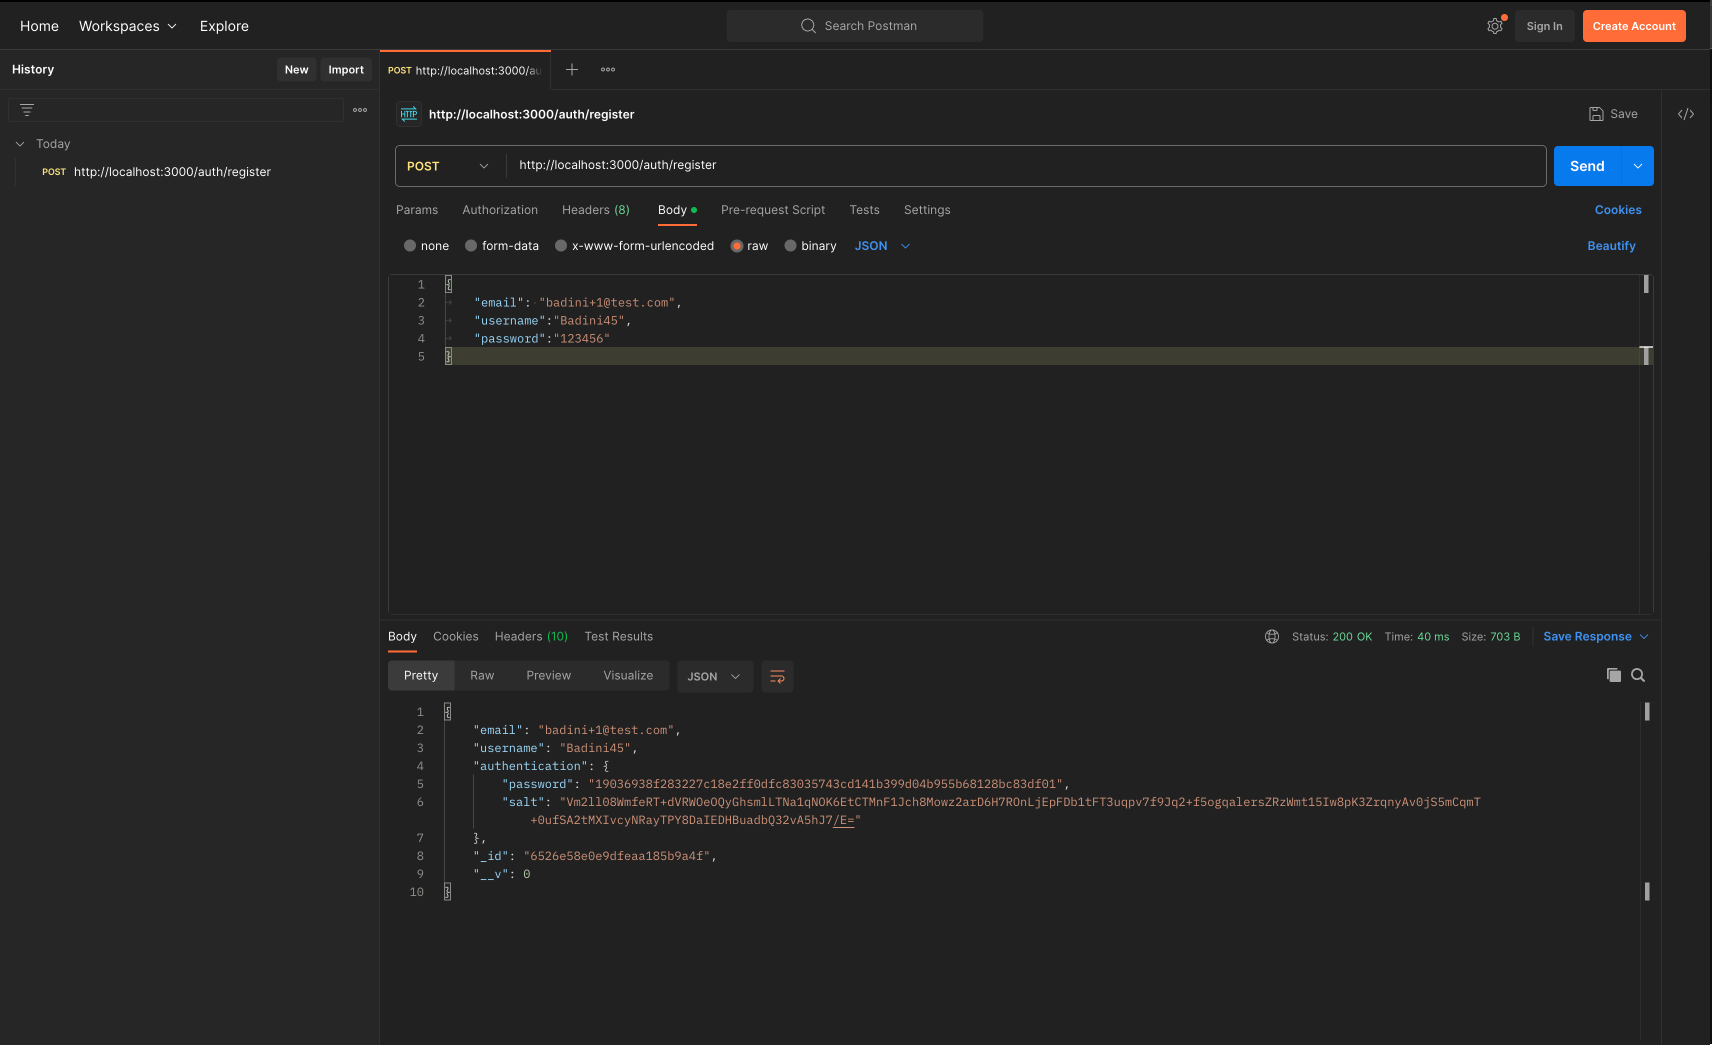 Home Workspaces Explore Search Postman Sign In Create Account
History New Import
POST http://localhost:3000/au
HTTP http://localhost:3000/auth/register Save </>
Today
POST http://localhost:3000/auth/register
POST http://localhost:3000/auth/register Send
Params Authorization Headers (8) Body Pre-request Script Tests Settings Cookies
none form-data x-www-form-urlencoded raw binary JSON Beautify
1 {
2 "email": "badini+1@test.com",
3 "username":"Badini45",
4 "password":"123456"
5 }
Body Cookies Headers (10) Test Results Status: 200 OK Time: 40 ms Size: 703 B Save Response
Pretty Raw Preview Visualize JSON
1 {
2 "email": "badini+1@test.com",
3 "username": "Badini45",
4 "authentication": {
5 "password": "19036938f283227c18e2ff0dfc83035743cd141b399d04b955b68128bc83df01",
6 "salt": "Vm2ll08WmfeRT+dVRWOeOQyGhsmlLTNa1qNOK6EtCTMnF1Jch8Mowz2arD6H7ROnLjEpFDb1tFT3uqpv7f9Jq2+f5ogqalersZRzWmt15Iw8pK3ZrqnyAv0jS5mCqmT
+0ufSA2tMXIvcyNRayTPY8DaIEDHBuadbQ32vA5hJ7/E="
7 },
8 "_id": "6526e58e0e9dfeaa185b9a4f",
9 "__v": 0
10 }